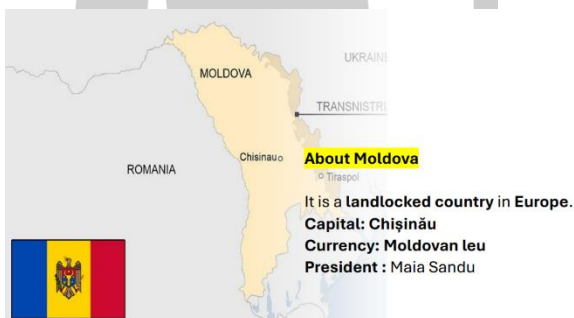 UKRAINE
MOLDOVA
TRANSNISTRI
Chisinau
About Moldova
ROMANIA
Tiraspol
It is a landlocked country in Europe.
Capital: Chișinău
Currency: Moldovan leu
President : Maia Sandu